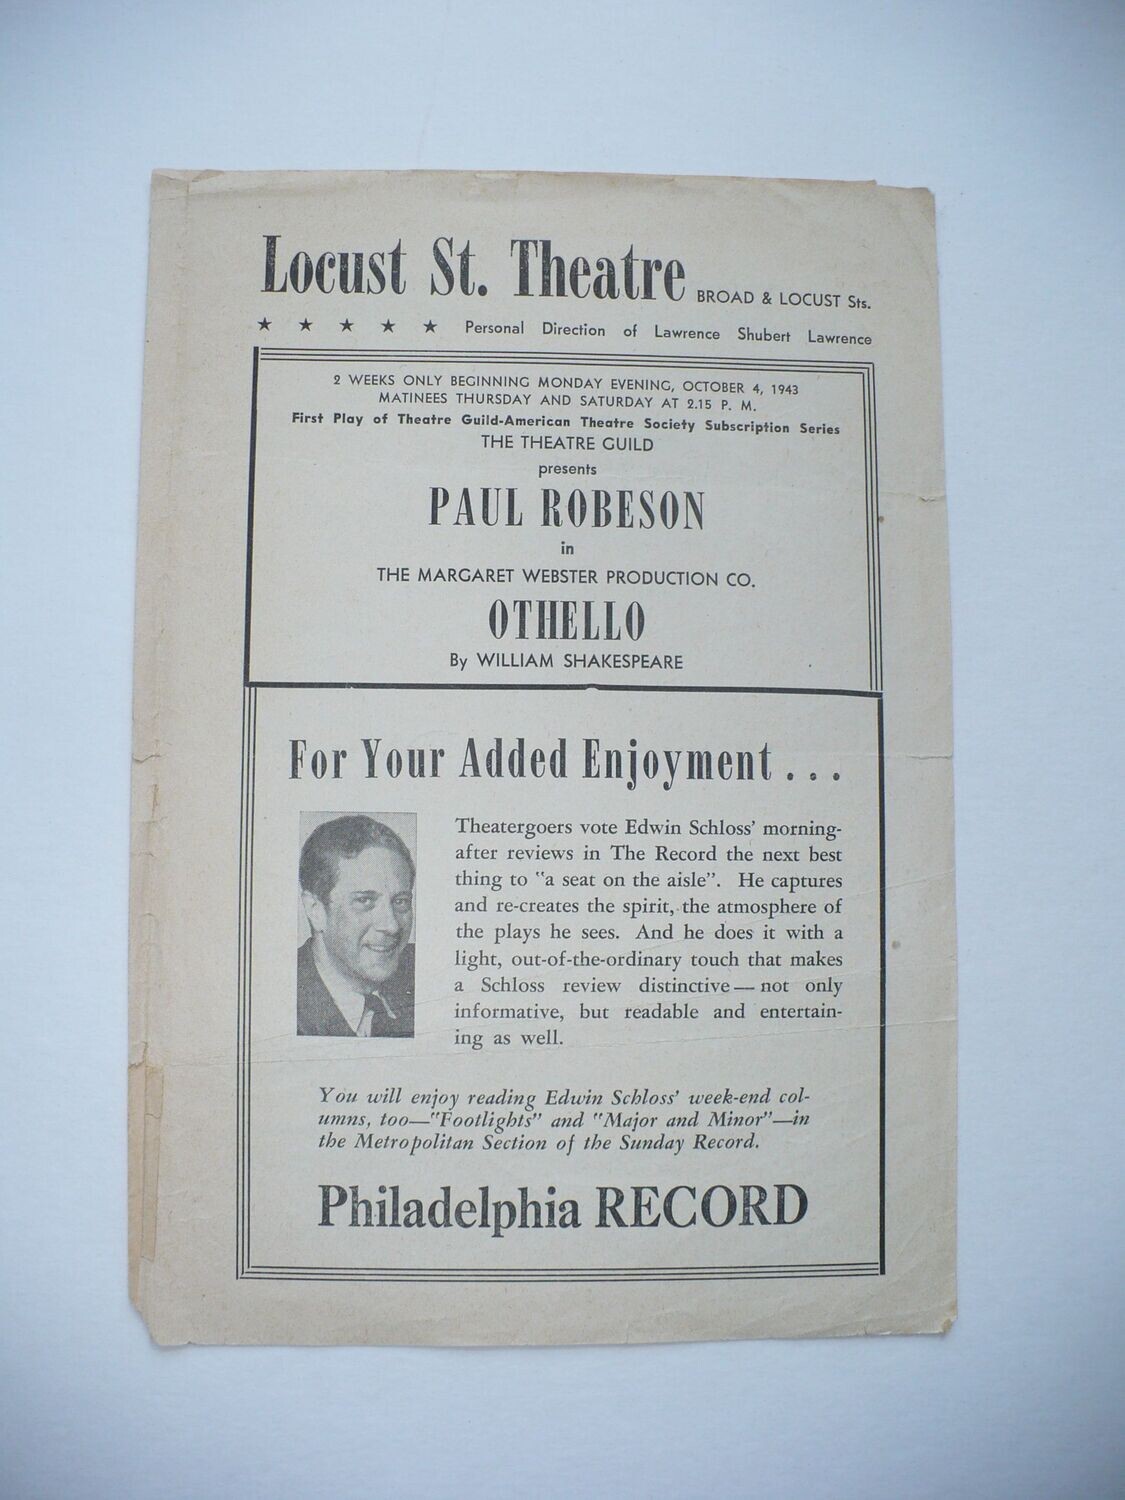 Locust St. Theatre BROAD & LOCUST Sts.
★ ★ ★ ★ ★ Personal Direction of Lawrence Shubert Lawrence
2 WEEKS ONLY BEGINNING MONDAY EVENING, OCTOBER 4, 1943
MATINEES THURSDAY AND SATURDAY AT 2.15 P. M.
First Play of Theatre Guild-American Theatre Society Subscription Series
THE THEATRE GUILD
presents
PAUL ROBESON
in
THE MARGARET WEBSTER PRODUCTION CO.
OTHELLO
By WILLIAM SHAKESPEARE
For Your Added Enjoyment . . .
Theatergoers vote Edwin Schloss' morning-
after reviews in The Record the next best
thing to "a seat on the aisle". He captures
and re-creates the spirit, the atmosphere of
the plays he sees. And he does it with a
light, out-of-the-ordinary touch that makes
a Schloss review distinctive — not only
informative, but readable and entertain-
ing as well.
You will enjoy reading Edwin Schloss' week-end col-
umns, too—"Footlights" and "Major and Minor"—in
the Metropolitan Section of the Sunday Record.
Philadelphia RECORD